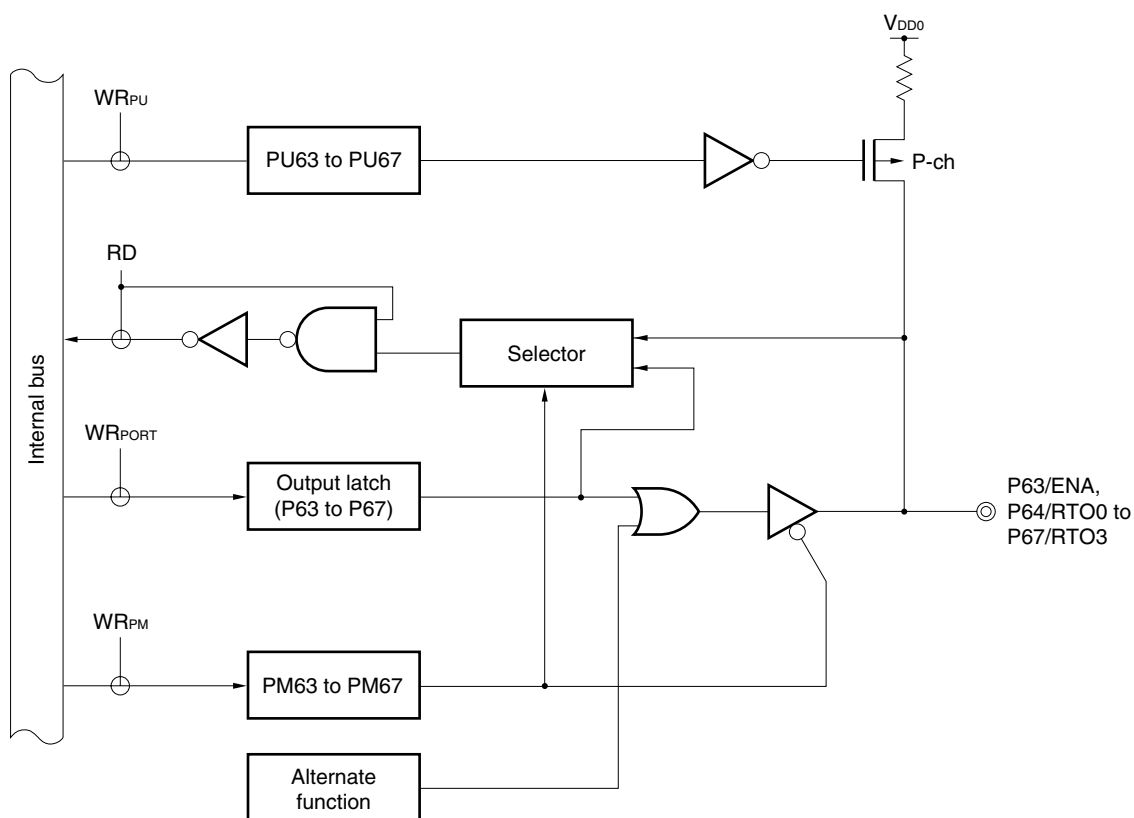 VDD0
WRPU
PU63 to PU67
P-ch
RD
Selector
Internal bus
WRPORT
Output latch
(P63 to P67)
P63/ENA,
P64/RTO0 to
P67/RTO3
WRPM
PM63 to PM67
Alternate
function